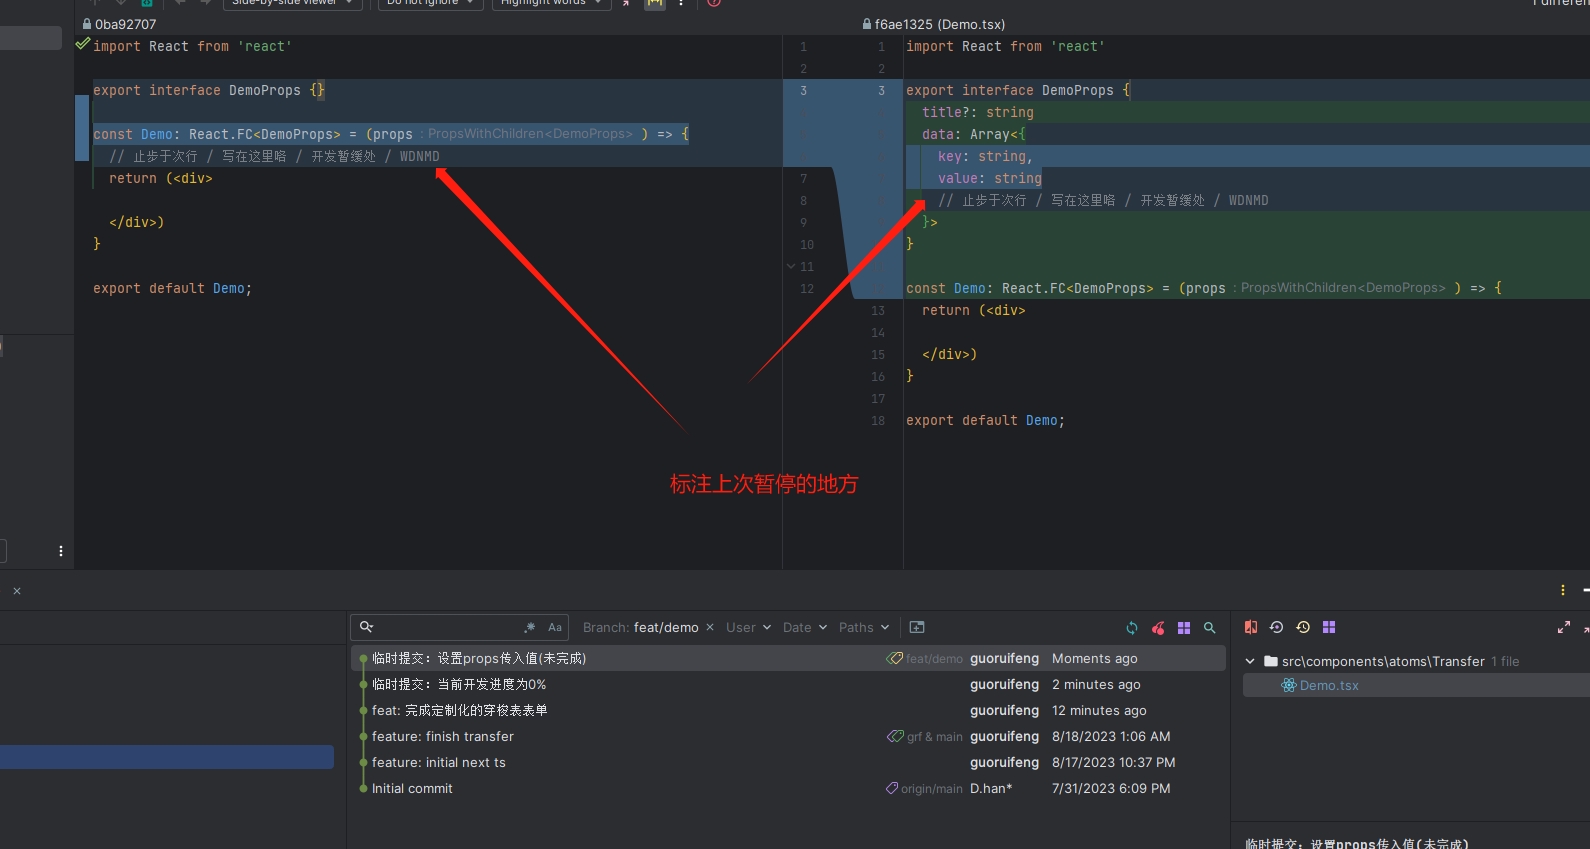 Side-by-side viewer
Do not ignore
Highlight words
0ba92707
f6ae1325 (Demo.tsx)
import React from 'react'
export interface DemoProps {}
const Demo: React.FC<DemoProps> = (props : PropsWithChildren<DemoProps> ) => {
// 止步于次行 / 写在这里咯 / 开发暂缓处 / WDNMD
return (<div>
</div>)
}
export default Demo;
1
2
3
7
8
9
10
11
12
1
2
3
13
14
15
16
17
18
import React from 'react'
export interface DemoProps {
title?: string
data: Array<{
key: string,
value: string
// 止步于次行 / 写在这里咯 / 开发暂缓处 / WDNMD
}>
}
const Demo: React.FC<DemoProps> = (props : PropsWithChildren<DemoProps> ) => {
return (<div>
</div>)
}
export default Demo;
标注上次暂停的地方
Aa
Branch: feat/demo
User
Date
Paths
临时提交：设置props传入值(未完成) feat/demo guoruifeng Moments ago
临时提交：当前开发进度为0% guoruifeng 2 minutes ago
feat: 完成定制化的穿梭表表单 guoruifeng 12 minutes ago
feature: finish transfer grf & main guoruifeng 8/18/2023 1:06 AM
feature: initial next ts guoruifeng 8/17/2023 10:37 PM
Initial commit origin/main D.han* 7/31/2023 6:09 PM
src\components\atoms\Transfer 1 file
Demo.tsx
临时提交：设置props传入值(未完成)